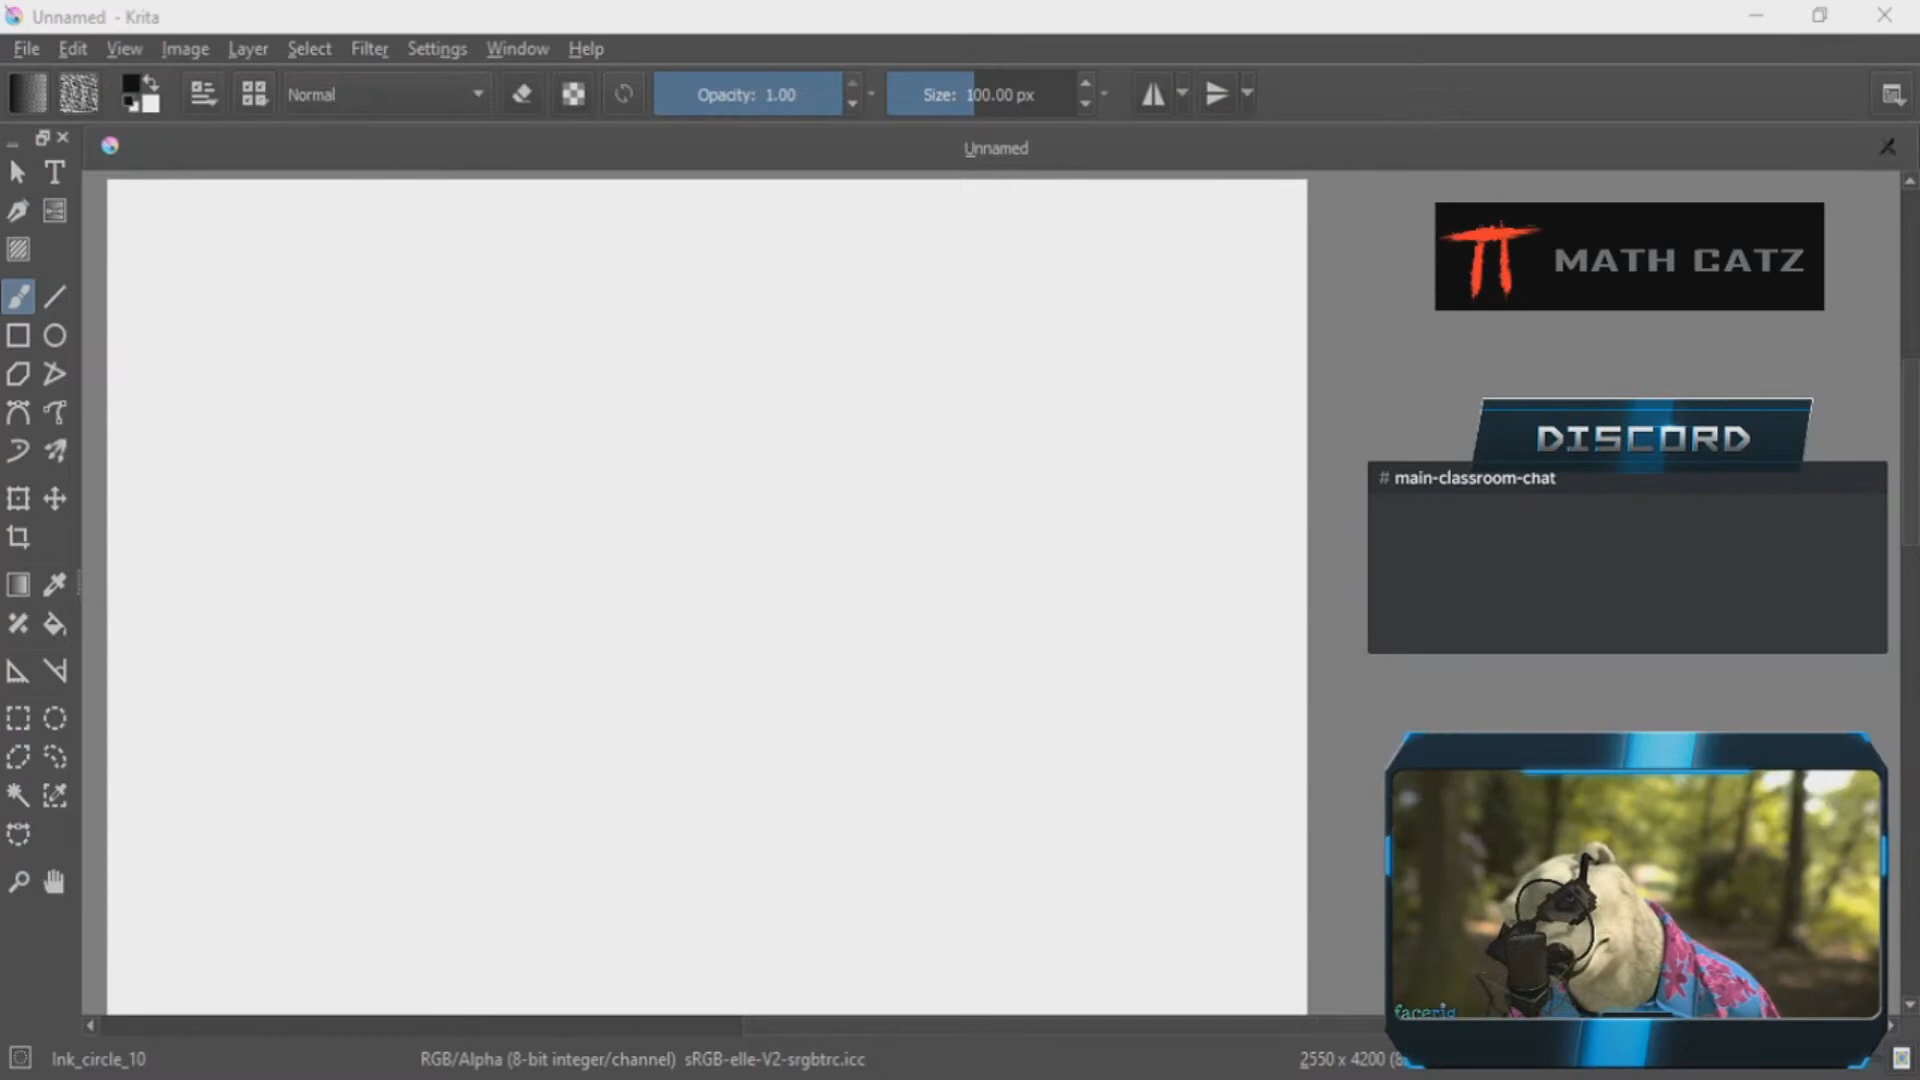 Unnamed - Krita
File Edit View Image Layer Select Filter Settings Window Help
Normal
Opacity: 1.00
Size: 100.00 px
Unnamed
MATH CATZ
DISCORD
# main-classroom-chat
facerig
Ink_circle_10
RGB/Alpha (8-bit integer/channel) sRGB-elle-V2-srgbtrc.icc
2550 x 4200